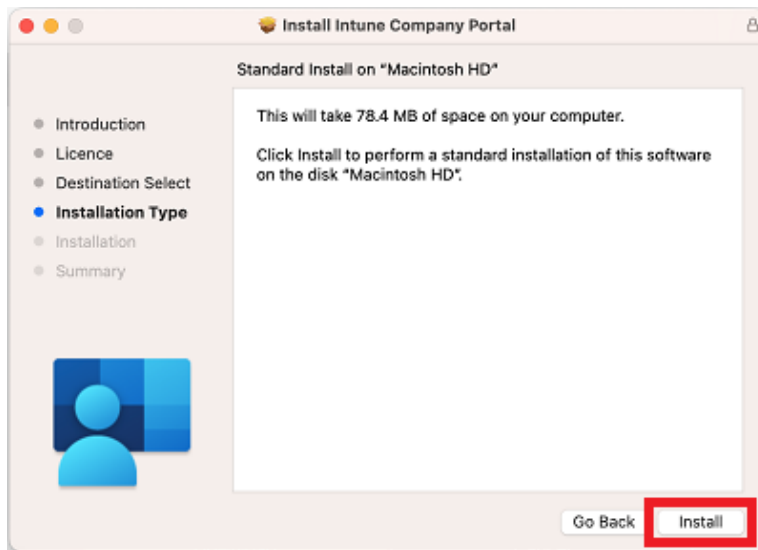 Install Intune Company Portal
Standard Install on “Macintosh HD”
Introduction
Licence
Destination Select
Installation Type
Installation
Summary
This will take 78.4 MB of space on your computer.
Click Install to perform a standard installation of this software
on the disk “Macintosh HD”.
Go Back
Install